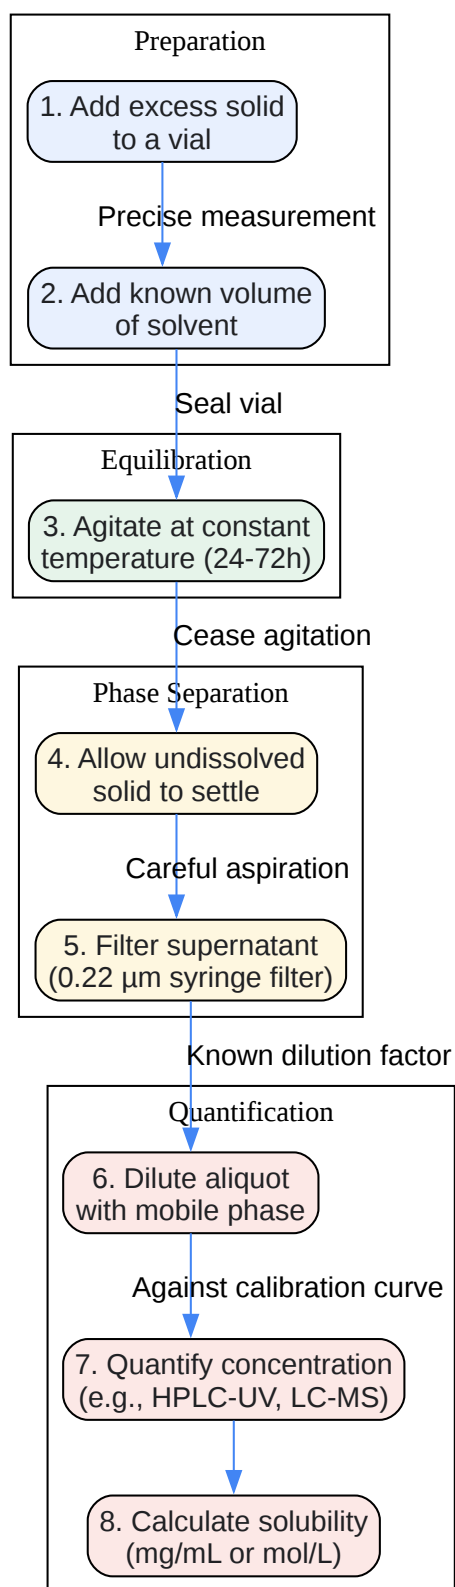 Preparation
1. Add excess solid
to a vial
Precise measurement
2. Add known volume
of solvent
Seal vial
Equilibration
3. Agitate at constant
temperature (24-72h)
Cease agitation
Phase Separation
4. Allow undissolved
solid to settle
Careful aspiration
5. Filter supernatant
(0.22 µm syringe filter)
Known dilution factor
Quantification
6. Dilute aliquot
with mobile phase
Against calibration curve
7. Quantify concentration
(e.g., HPLC-UV, LC-MS)
8. Calculate solubility
(mg/mL or mol/L)